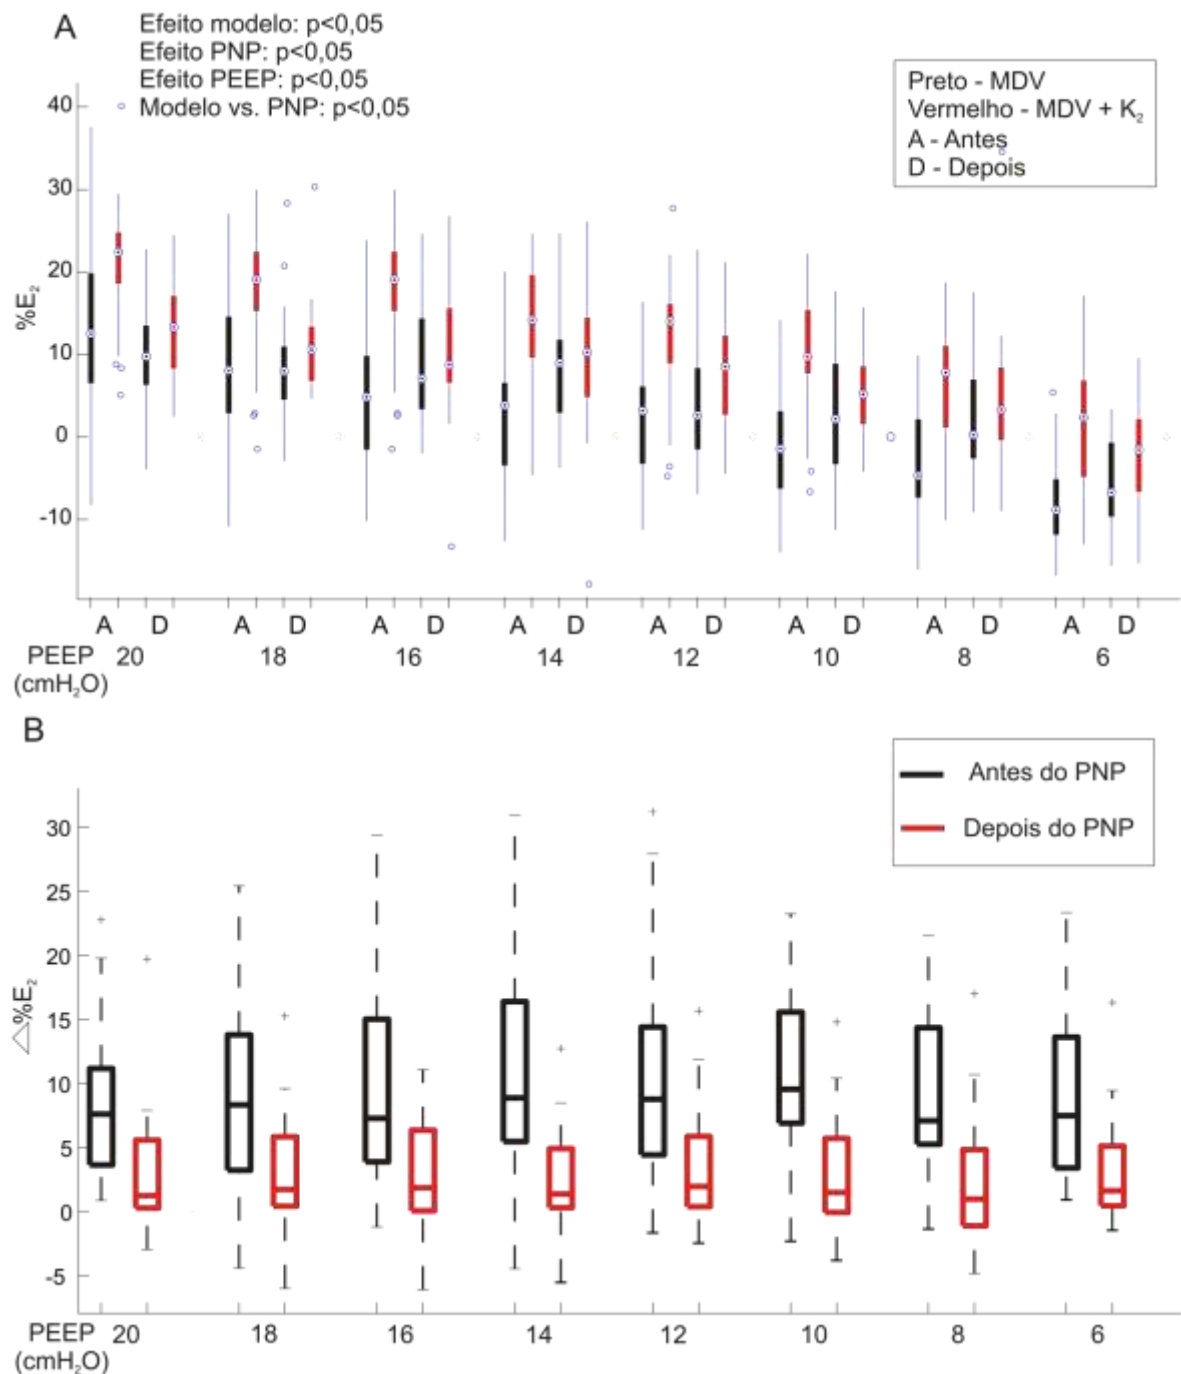 A
Efeito modelo: p<0,05
Efeito PNP: p<0,05
Efeito PEEP: p<0,05
Modelo vs. PNP: p<0,05
Preto - MDV
Vermelho - MDV + K₂
A - Antes
D - Depois
40
30
20
10
0
-10
%E₂
A D A D A D A D A D A D A D A D
PEEP 20 18 16 14 12 10 8 6
(cmH₂O)
B
Antes do PNP
Depois do PNP
30
25
20
15
10
5
0
-5
△%E₂
PEEP 20 18 16 14 12 10 8 6
(cmH₂O)